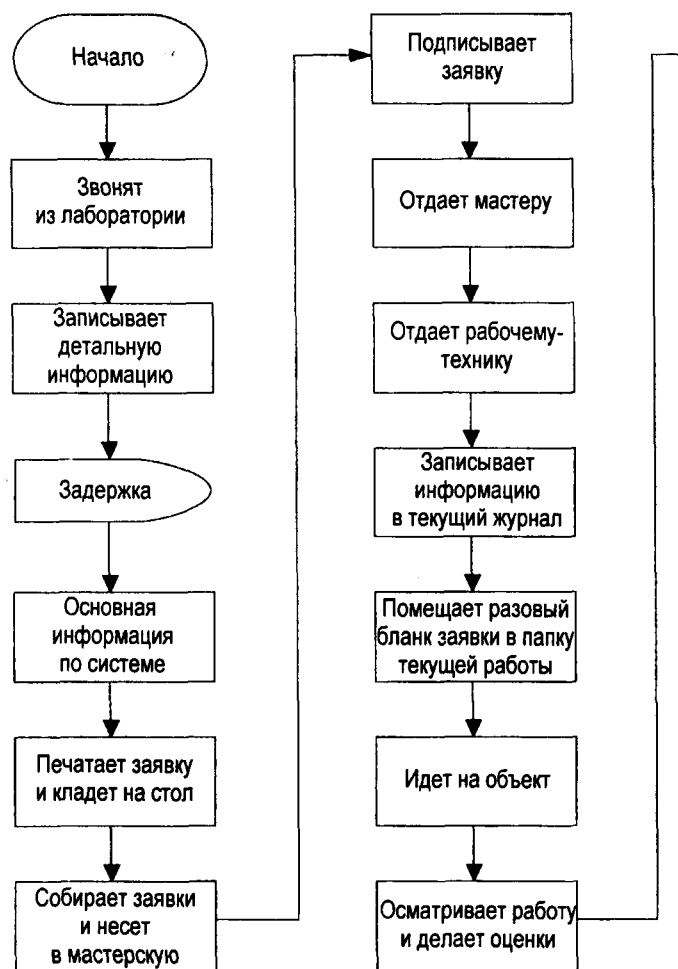 Начало
Звонят
из лаборатории
Записывает
детальную
информацию
Задержка
Основная
информация
по системе
Печатает заявку
и кладет на стол
Собирает заявки
и несет
в мастерскую
Подписывает
заявку
Отдает мастеру
Отдает рабочему-
технику
Записывает
информацию
в текущий журнал
Помещает разовый
бланк заявки в папку
текущей работы
Идет на объект
Осматривает работу
и делает оценки